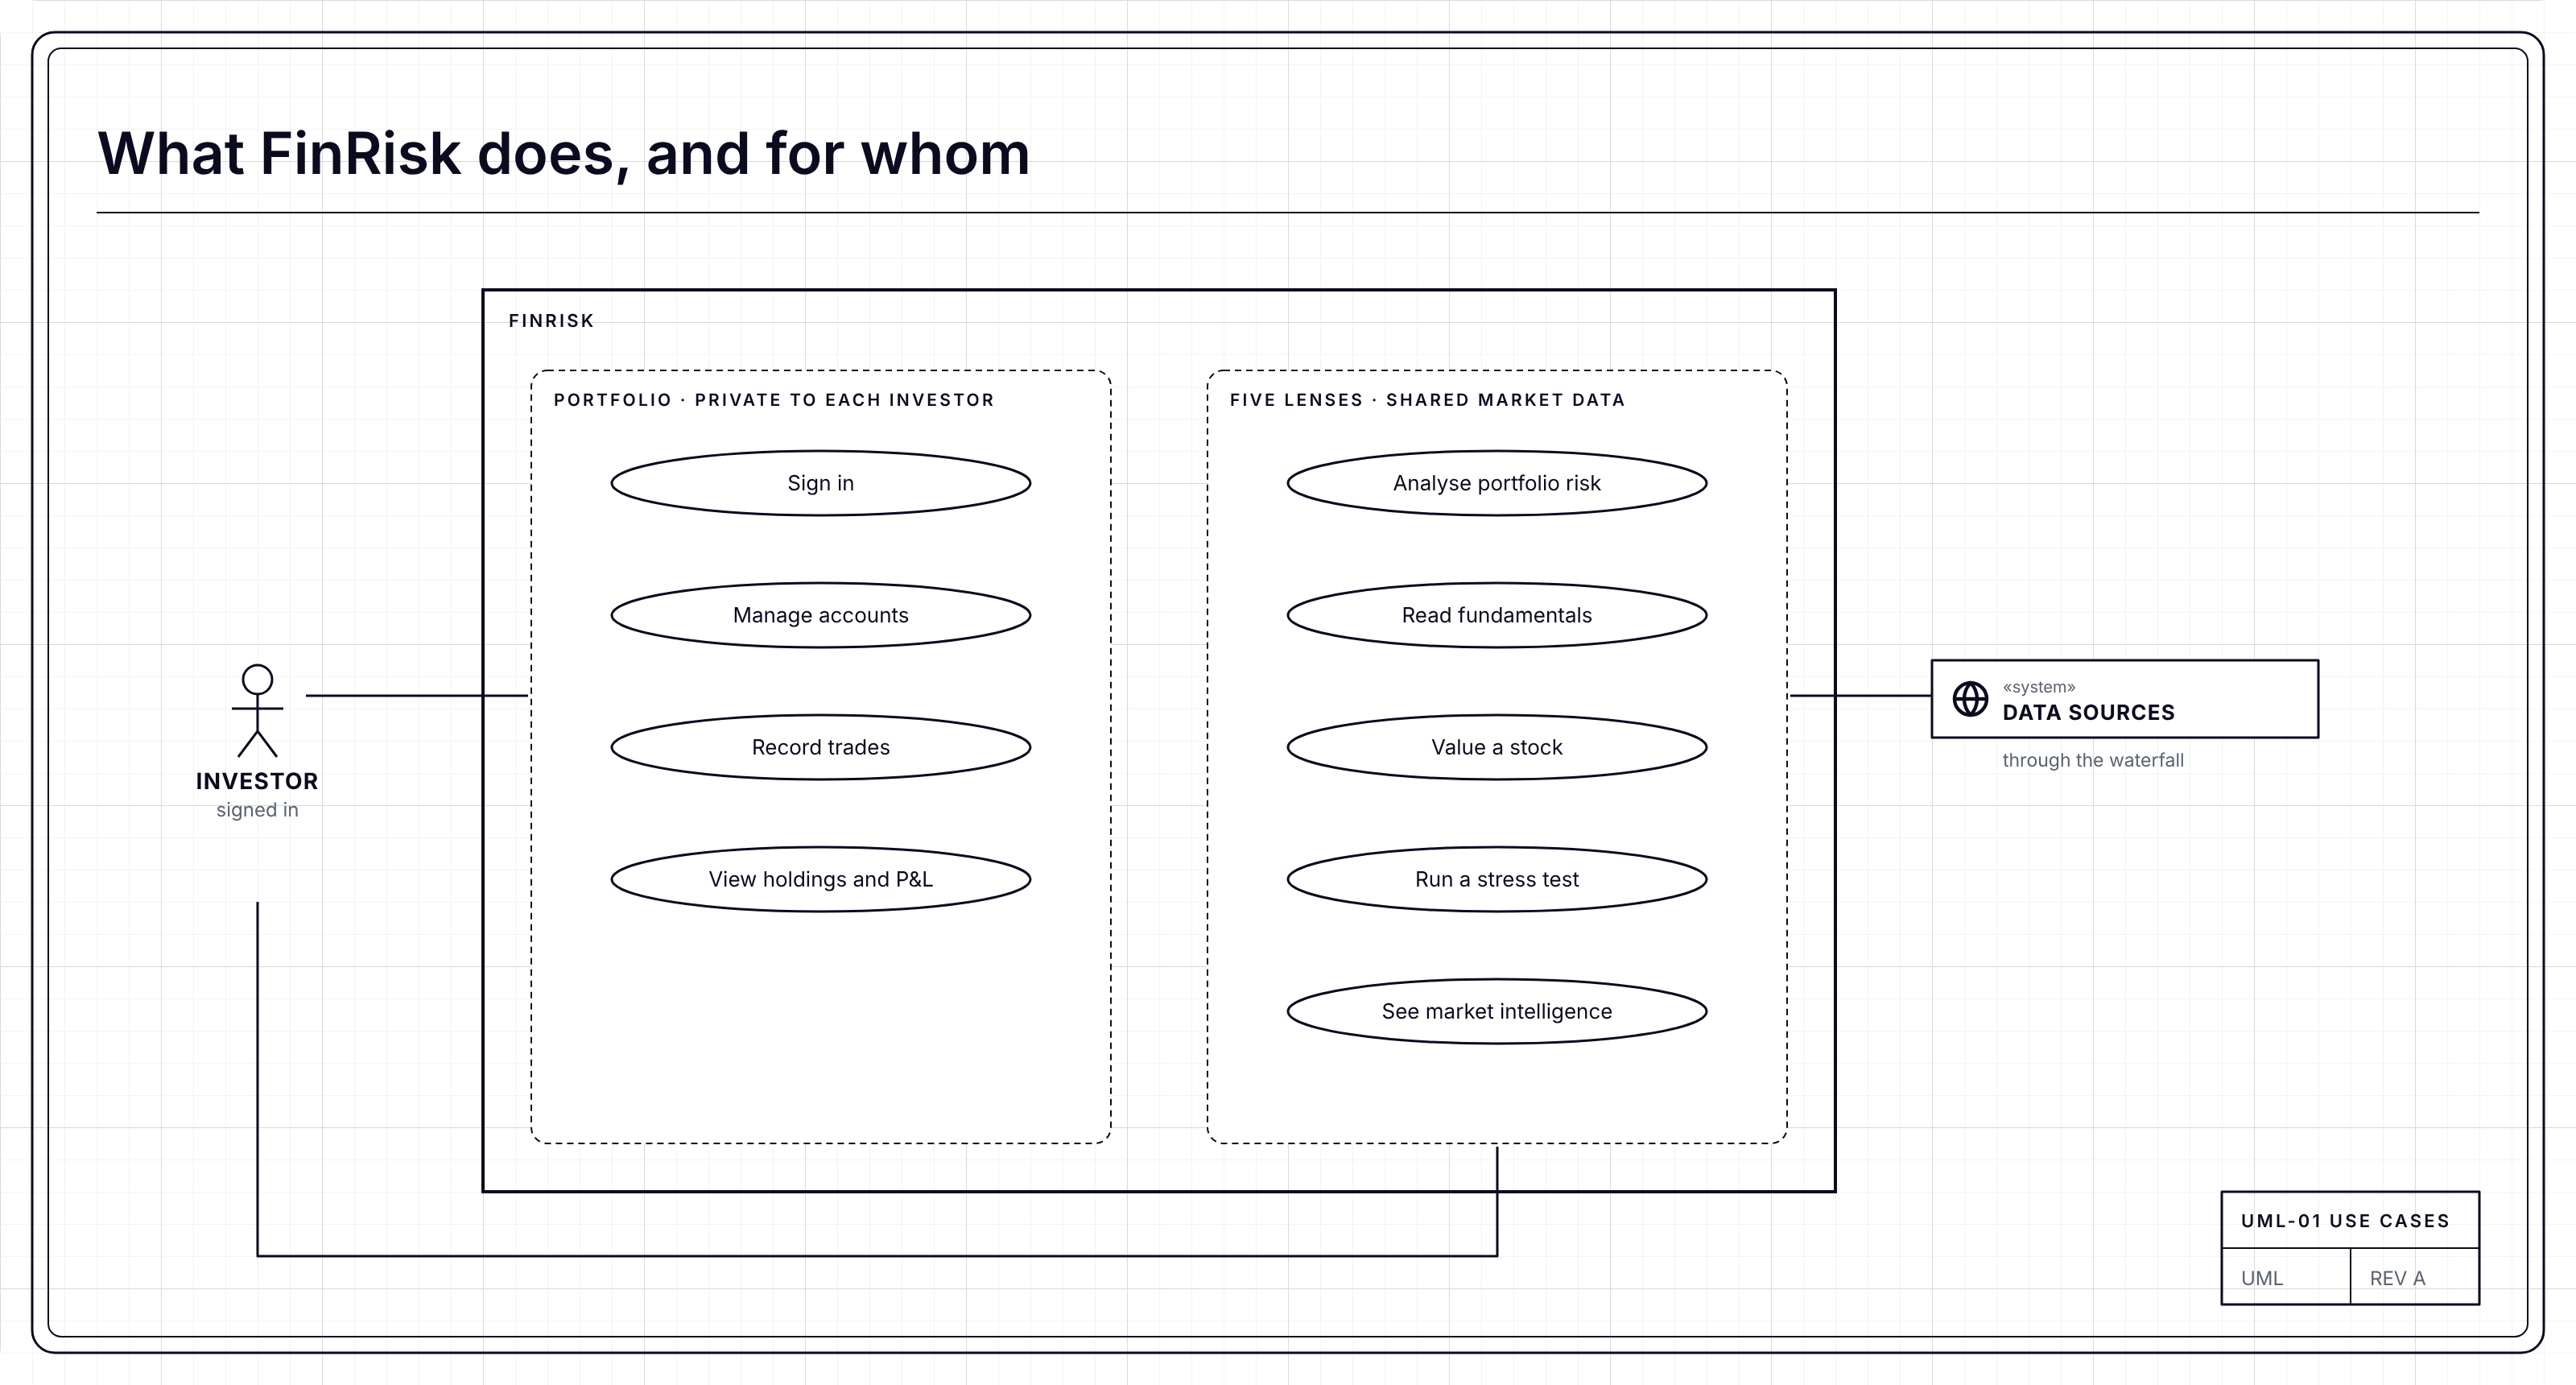 What FinRisk does, and for whom
FINRISK
PORTFOLIO · PRIVATE TO EACH INVESTOR
Sign in
Manage accounts
Record trades
View holdings and P&L
FIVE LENSES · SHARED MARKET DATA
Analyse portfolio risk
Read fundamentals
Value a stock
Run a stress test
See market intelligence
INVESTOR
signed in
«system»
DATA SOURCES
through the waterfall
UML-01 USE CASES
UML
REV A